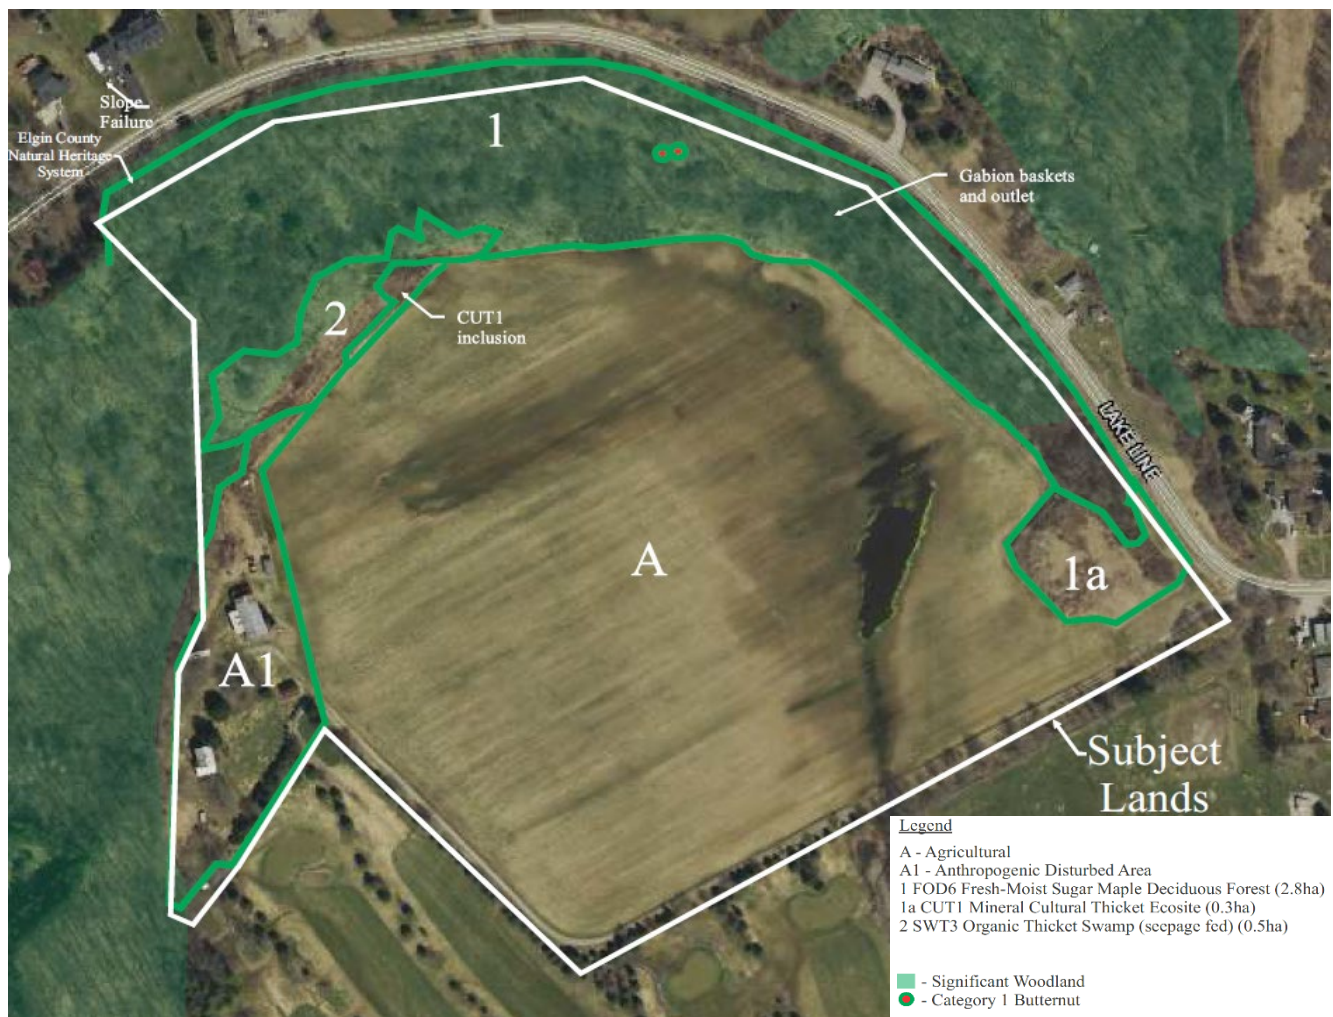 Slope
Failure
Elgin County
Natural Heritage
System
1
Gabion baskets
and outlet
2
CUT1
inclusion
LAKE LINE
A
1a
A1
Subject
Lands
Legend
A - Agricultural
A1 - Anthropogenic Disturbed Area
1 FOD6 Fresh-Moist Sugar Maple Deciduous Forest (2.8ha)
1a CUT1 Mineral Cultural Thicket Ecosite (0.3ha)
2 SWT3 Organic Thicket Swamp (seepage fed) (0.5ha)
- Significant Woodland
- Category 1 Butternut